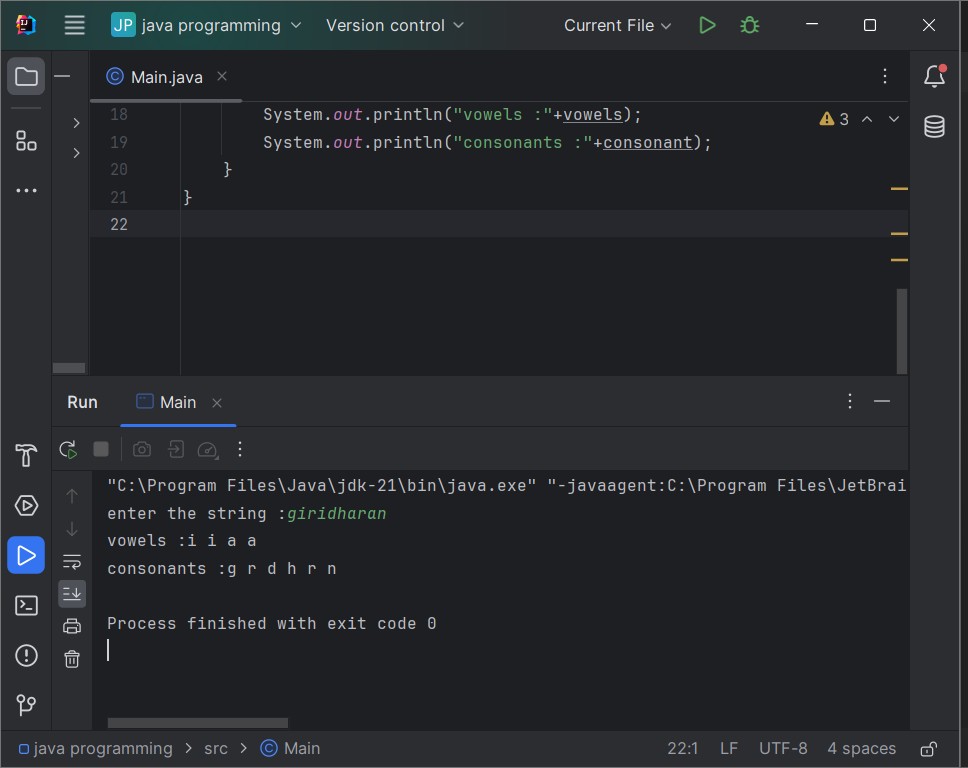 JP java programming Version control Current File
Main.java
18 System.out.println("vowels :"+vowels); 3
19 System.out.println("consonants :"+consonant);
20 }
21 }
22
Run Main
"C:\Program Files\Java\jdk-21\bin\java.exe" "-javaagent:C:\Program Files\JetBrai
enter the string :giridharan
vowels :i i a a
consonants :g r d h r n
Process finished with exit code 0
java programming > src > Main 22:1 LF UTF-8 4 spaces